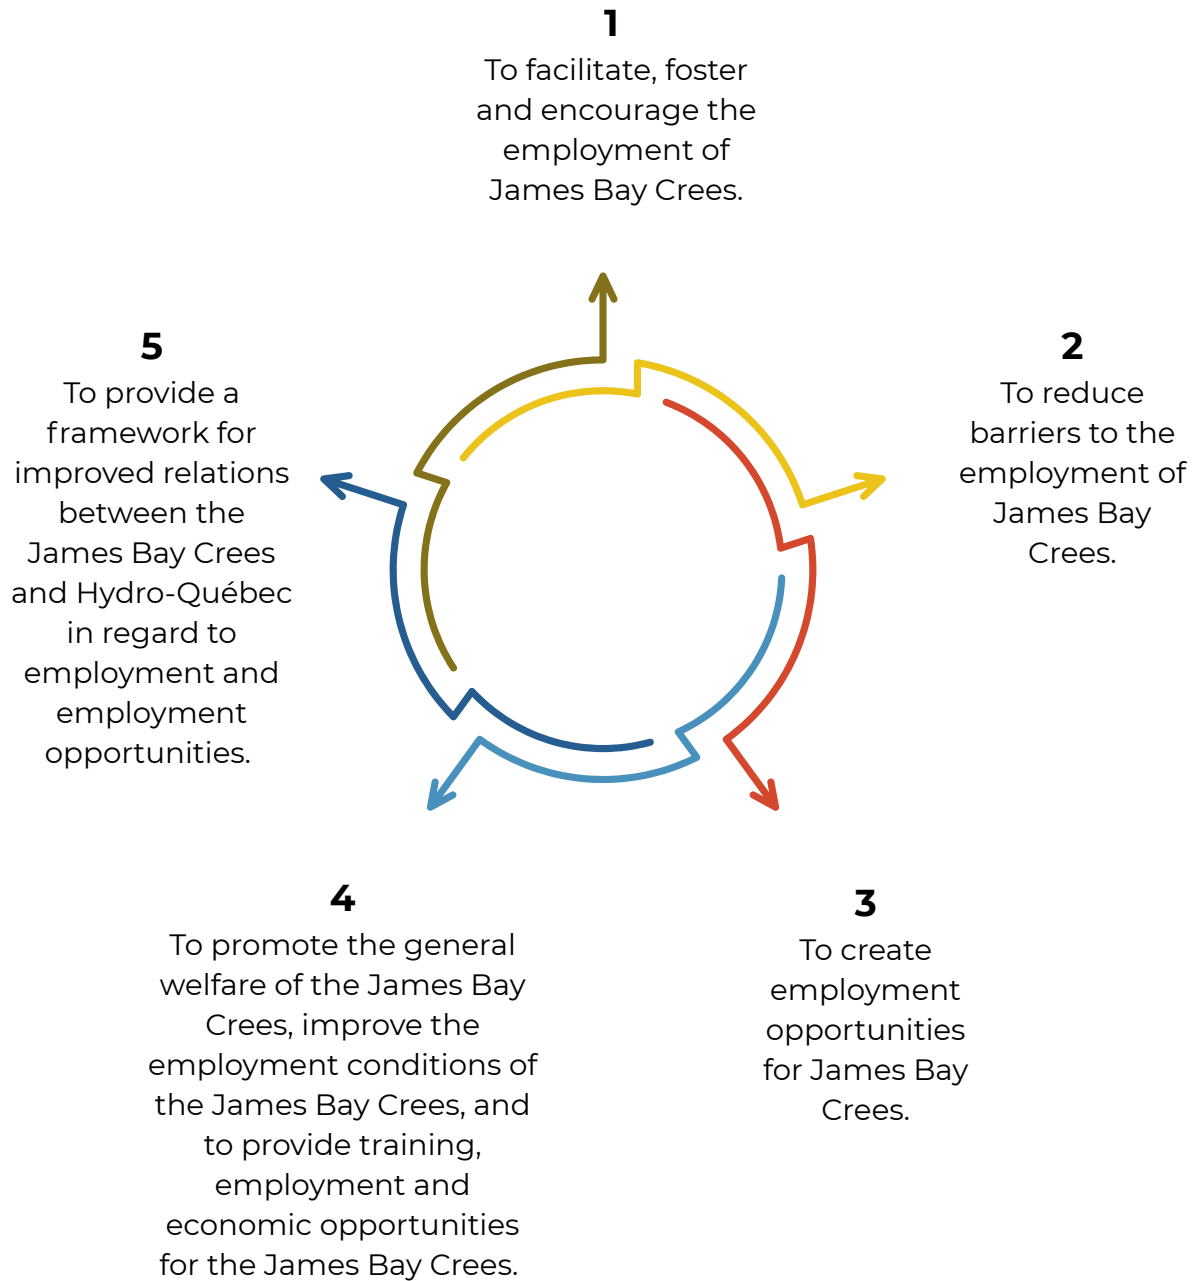 1
To facilitate, foster
and encourage the
employment of
James Bay Crees.
2
To reduce
barriers to the
employment of
James Bay
Crees.
3
To create
employment
opportunities
for James Bay
Crees.
4
To promote the general
welfare of the James Bay
Crees, improve the
employment conditions of
the James Bay Crees, and
to provide training,
employment and
economic opportunities
for the James Bay Crees.
5
To provide a
framework for
improved relations
between the
James Bay Crees
and Hydro-Québec
in regard to
employment and
employment
opportunities.